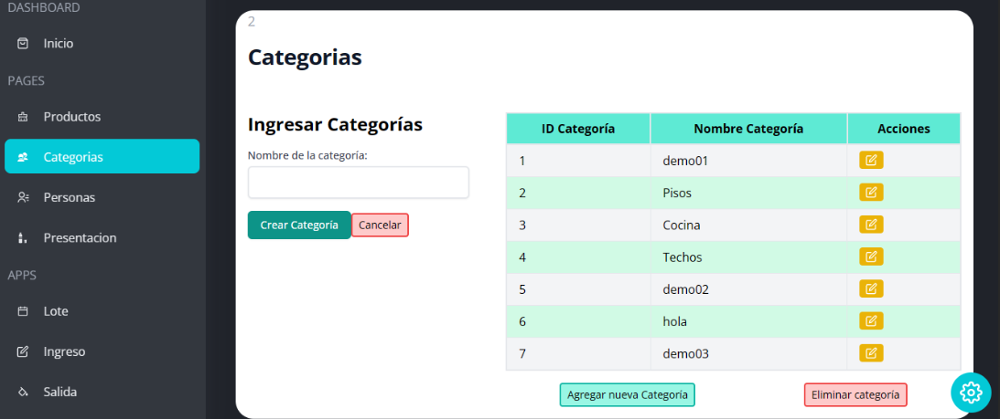 DASHBOARD
Inicio
PAGES
Productos
Categorias
Personas
Presentacion
APPS
Lote
Ingreso
Salida
2
Categorias
Ingresar Categorías
Nombre de la categoría:
Crear Categoría Cancelar
ID Categoría Nombre Categoría Acciones
1 demo01
2 Pisos
3 Cocina
4 Techos
5 demo02
6 hola
7 demo03
Agregar nueva Categoría Eliminar categoría